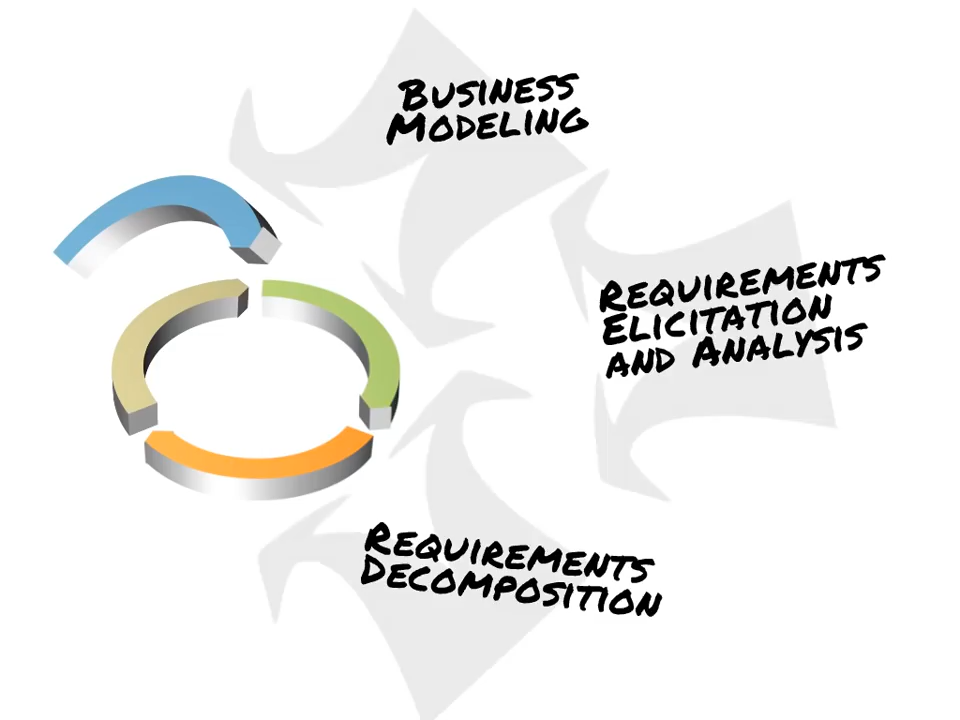 Business
Modeling
Requirements
Elicitation
and Analysis
Requirements
Decomposition